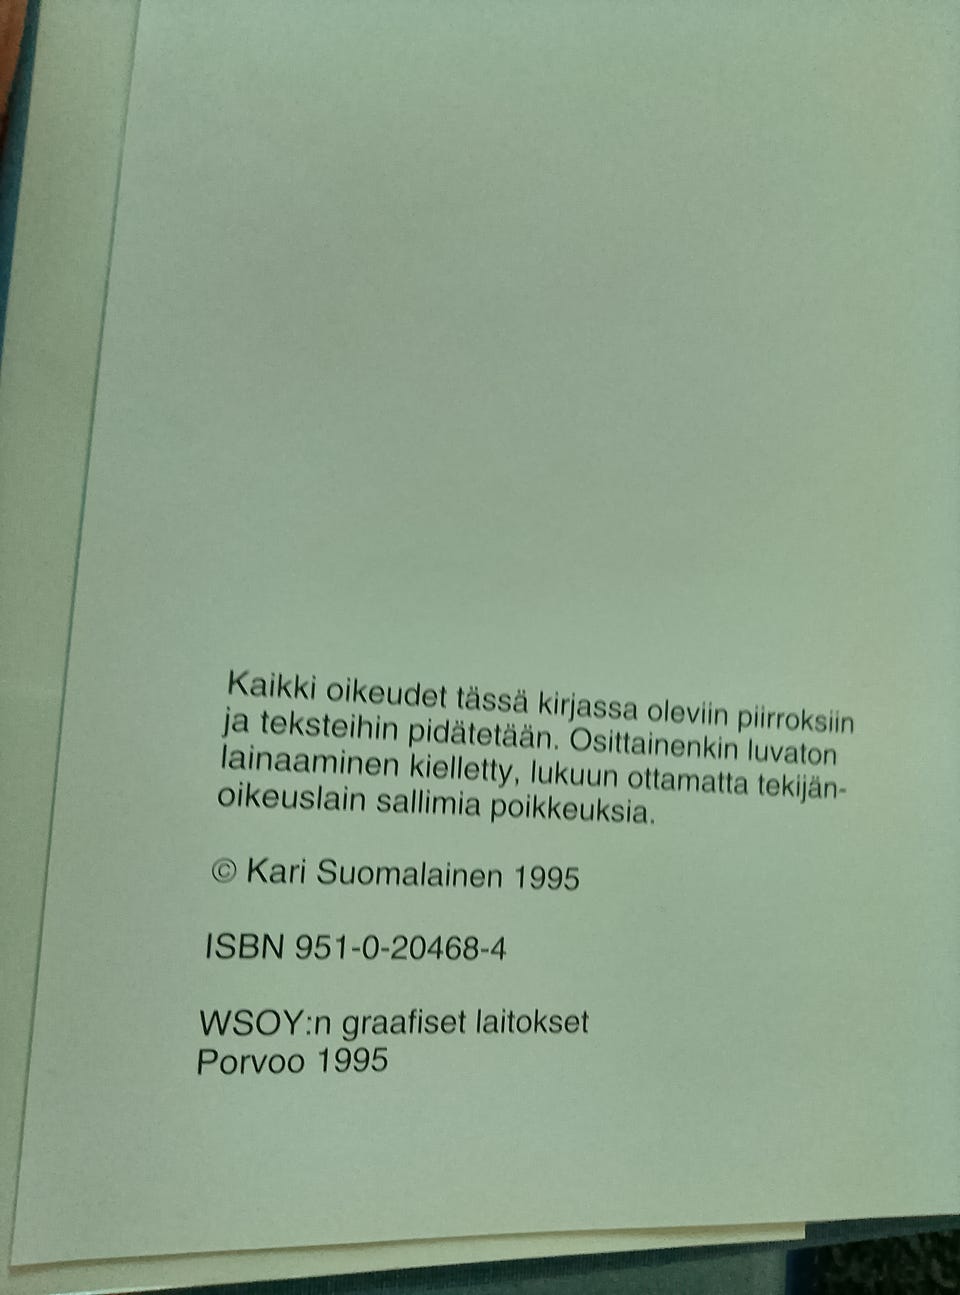 Kaikki oikeudet tässä kirjassa oleviin piirroksiin
ja teksteihin pidätetään. Osittainenkin luvaton
lainaaminen kielletty, lukuun ottamatta tekijän-
oikeuslain sallimia poikkeuksia.
© Kari Suomalainen 1995
ISBN 951-0-20468-4
WSOY:n graafiset laitokset
Porvoo 1995